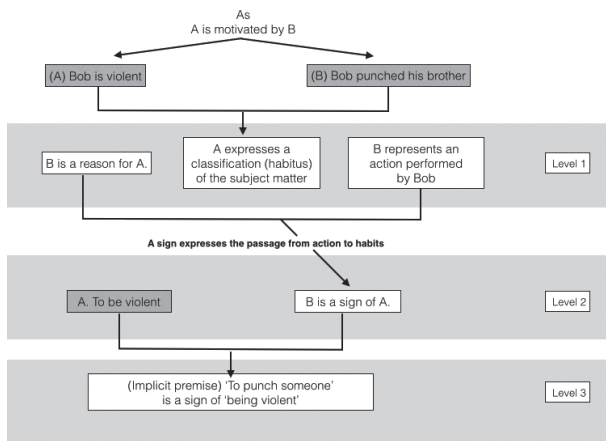 As
A is motivated by B
(A) Bob is violent
(B) Bob punched his brother
B is a reason for A.
A expresses a
classification (habitus)
of the subject matter
B represents an
action performed
by Bob
Level 1
A sign expresses the passage from action to habits
A. To be violent
B is a sign of A.
Level 2
(Implicit premise) 'To punch someone'
is a sign of 'being violent'
Level 3